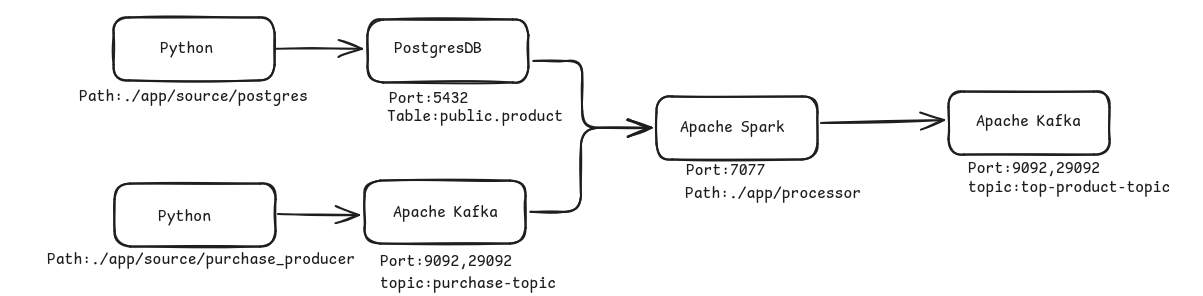 Python
Path:./app/source/postgres
PostgresDB
Port:5432
Table:public.product
Python
Path:./app/source/purchase_producer
Apache Kafka
Port:9092,29092
topic:purchase-topic
Apache Spark
Port:7077
Path:./app/processor
Apache Kafka
Port:9092,29092
topic:top-product-topic